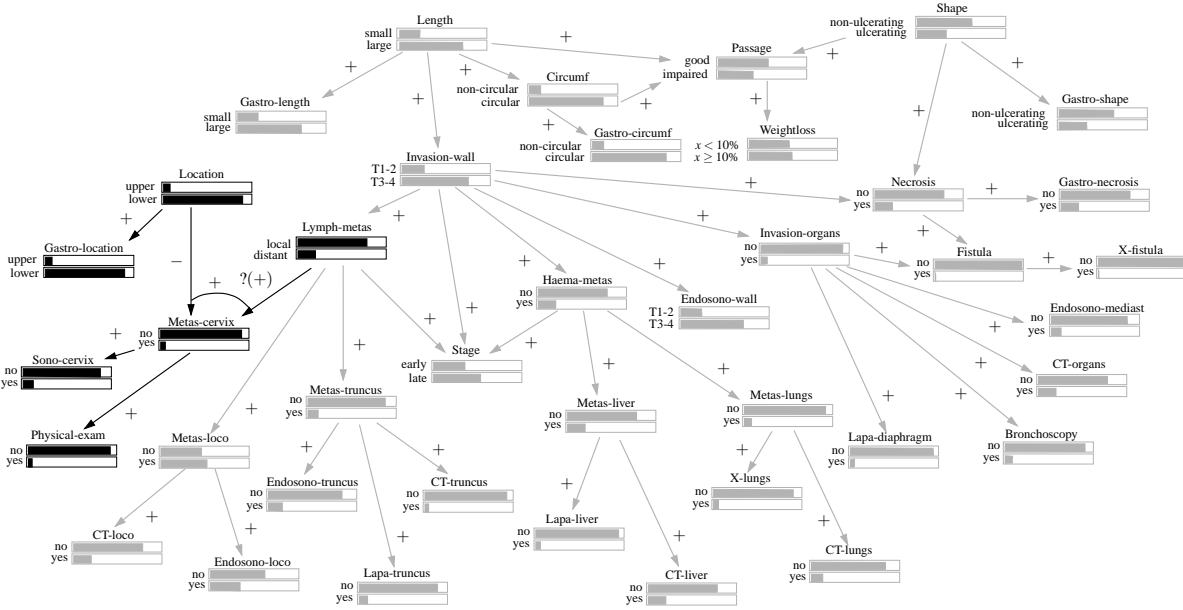 Length
small
large
+
Shape
non-ulcerating
ulcerating
+
Passage
good
impaired
+
+
+
+
+
Circumf
non-circular
circular
+
+
Gastro-length
small
large
Gastro-shape
non-ulcerating
ulcerating
+
+
+
Gastro-circumf
non-circular
circular
Weightloss
x < 10%
x ≥ 10%
Invasion-wall
T1-2
T3-4
Location
upper
lower
+
Necrosis
no
yes
+
Gastro-necrosis
no
yes
+
Lymph-metas
local
distant
+
+
Invasion-organs
no
yes
+
+
Gastro-location
upper
lower
−
+
?(+)
Fistula
no
yes
+
X-fistula
no
yes
+
Haema-metas
no
yes
+
Endosono-wall
T1-2
T3-4
Endosono-mediast
no
yes
Metas-cervix
no
yes
+
+
+
+
+
Sono-cervix
no
yes
Stage
early
late
+
+
+
+
CT-organs
no
yes
Metas-truncus
no
yes
Metas-liver
no
yes
Metas-lungs
no
yes
+
+
+
+
Physical-exam
no
yes
Metas-loco
no
yes
Lapa-diaphragm
no
yes
Bronchoscopy
no
yes
+
+
+
Endosono-truncus
no
yes
CT-truncus
no
yes
X-lungs
no
yes
+
+
+
+
+
+
CT-loco
no
yes
Lapa-liver
no
yes
CT-lungs
no
yes
Endosono-loco
no
yes
Lapa-truncus
no
yes
CT-liver
no
yes